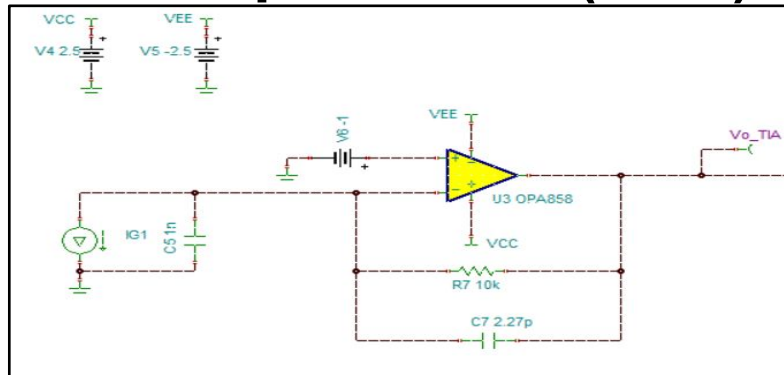 VCC VEE
V4 2.5 V5 -2.5
V6 -1
VEE
Vo_TIA
U3 OPA858
IG1
C5 1n
VCC
R7 10k
C7 2.27p